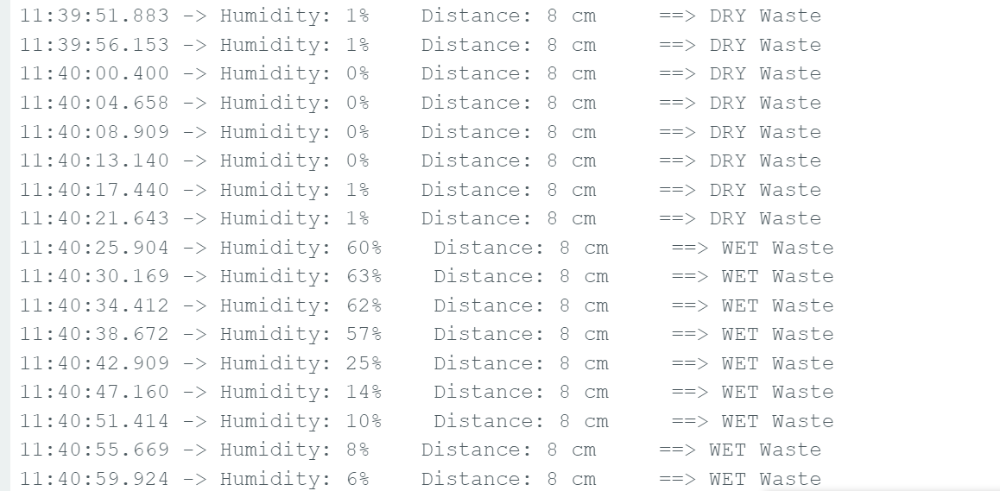 11:39:51.883 -> Humidity: 1%    Distance: 8 cm     ==> DRY Waste
11:39:56.153 -> Humidity: 1%    Distance: 8 cm     ==> DRY Waste
11:40:00.400 -> Humidity: 0%    Distance: 8 cm     ==> DRY Waste
11:40:04.658 -> Humidity: 0%    Distance: 8 cm     ==> DRY Waste
11:40:08.909 -> Humidity: 0%    Distance: 8 cm     ==> DRY Waste
11:40:13.140 -> Humidity: 0%    Distance: 8 cm     ==> DRY Waste
11:40:17.440 -> Humidity: 1%    Distance: 8 cm     ==> DRY Waste
11:40:21.643 -> Humidity: 1%    Distance: 8 cm     ==> DRY Waste
11:40:25.904 -> Humidity: 60%    Distance: 8 cm     ==> WET Waste
11:40:30.169 -> Humidity: 63%    Distance: 8 cm     ==> WET Waste
11:40:34.412 -> Humidity: 62%    Distance: 8 cm     ==> WET Waste
11:40:38.672 -> Humidity: 57%    Distance: 8 cm     ==> WET Waste
11:40:42.909 -> Humidity: 25%    Distance: 8 cm     ==> WET Waste
11:40:47.160 -> Humidity: 14%    Distance: 8 cm     ==> WET Waste
11:40:51.414 -> Humidity: 10%    Distance: 8 cm     ==> WET Waste
11:40:55.669 -> Humidity: 8%    Distance: 8 cm     ==> WET Waste
11:40:59.924 -> Humidity: 6%    Distance: 8 cm     ==> WET Waste